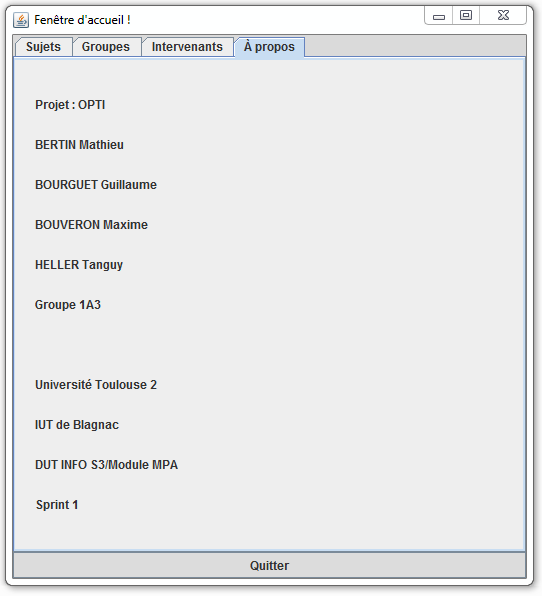 Fenêtre d'accueil !
Sujets Groupes Intervenants À propos
Projet : OPTI
BERTIN Mathieu
BOURGUET Guillaume
BOUVERON Maxime
HELLER Tanguy
Groupe 1A3
Université Toulouse 2
IUT de Blagnac
DUT INFO S3/Module MPA
Sprint 1
Quitter